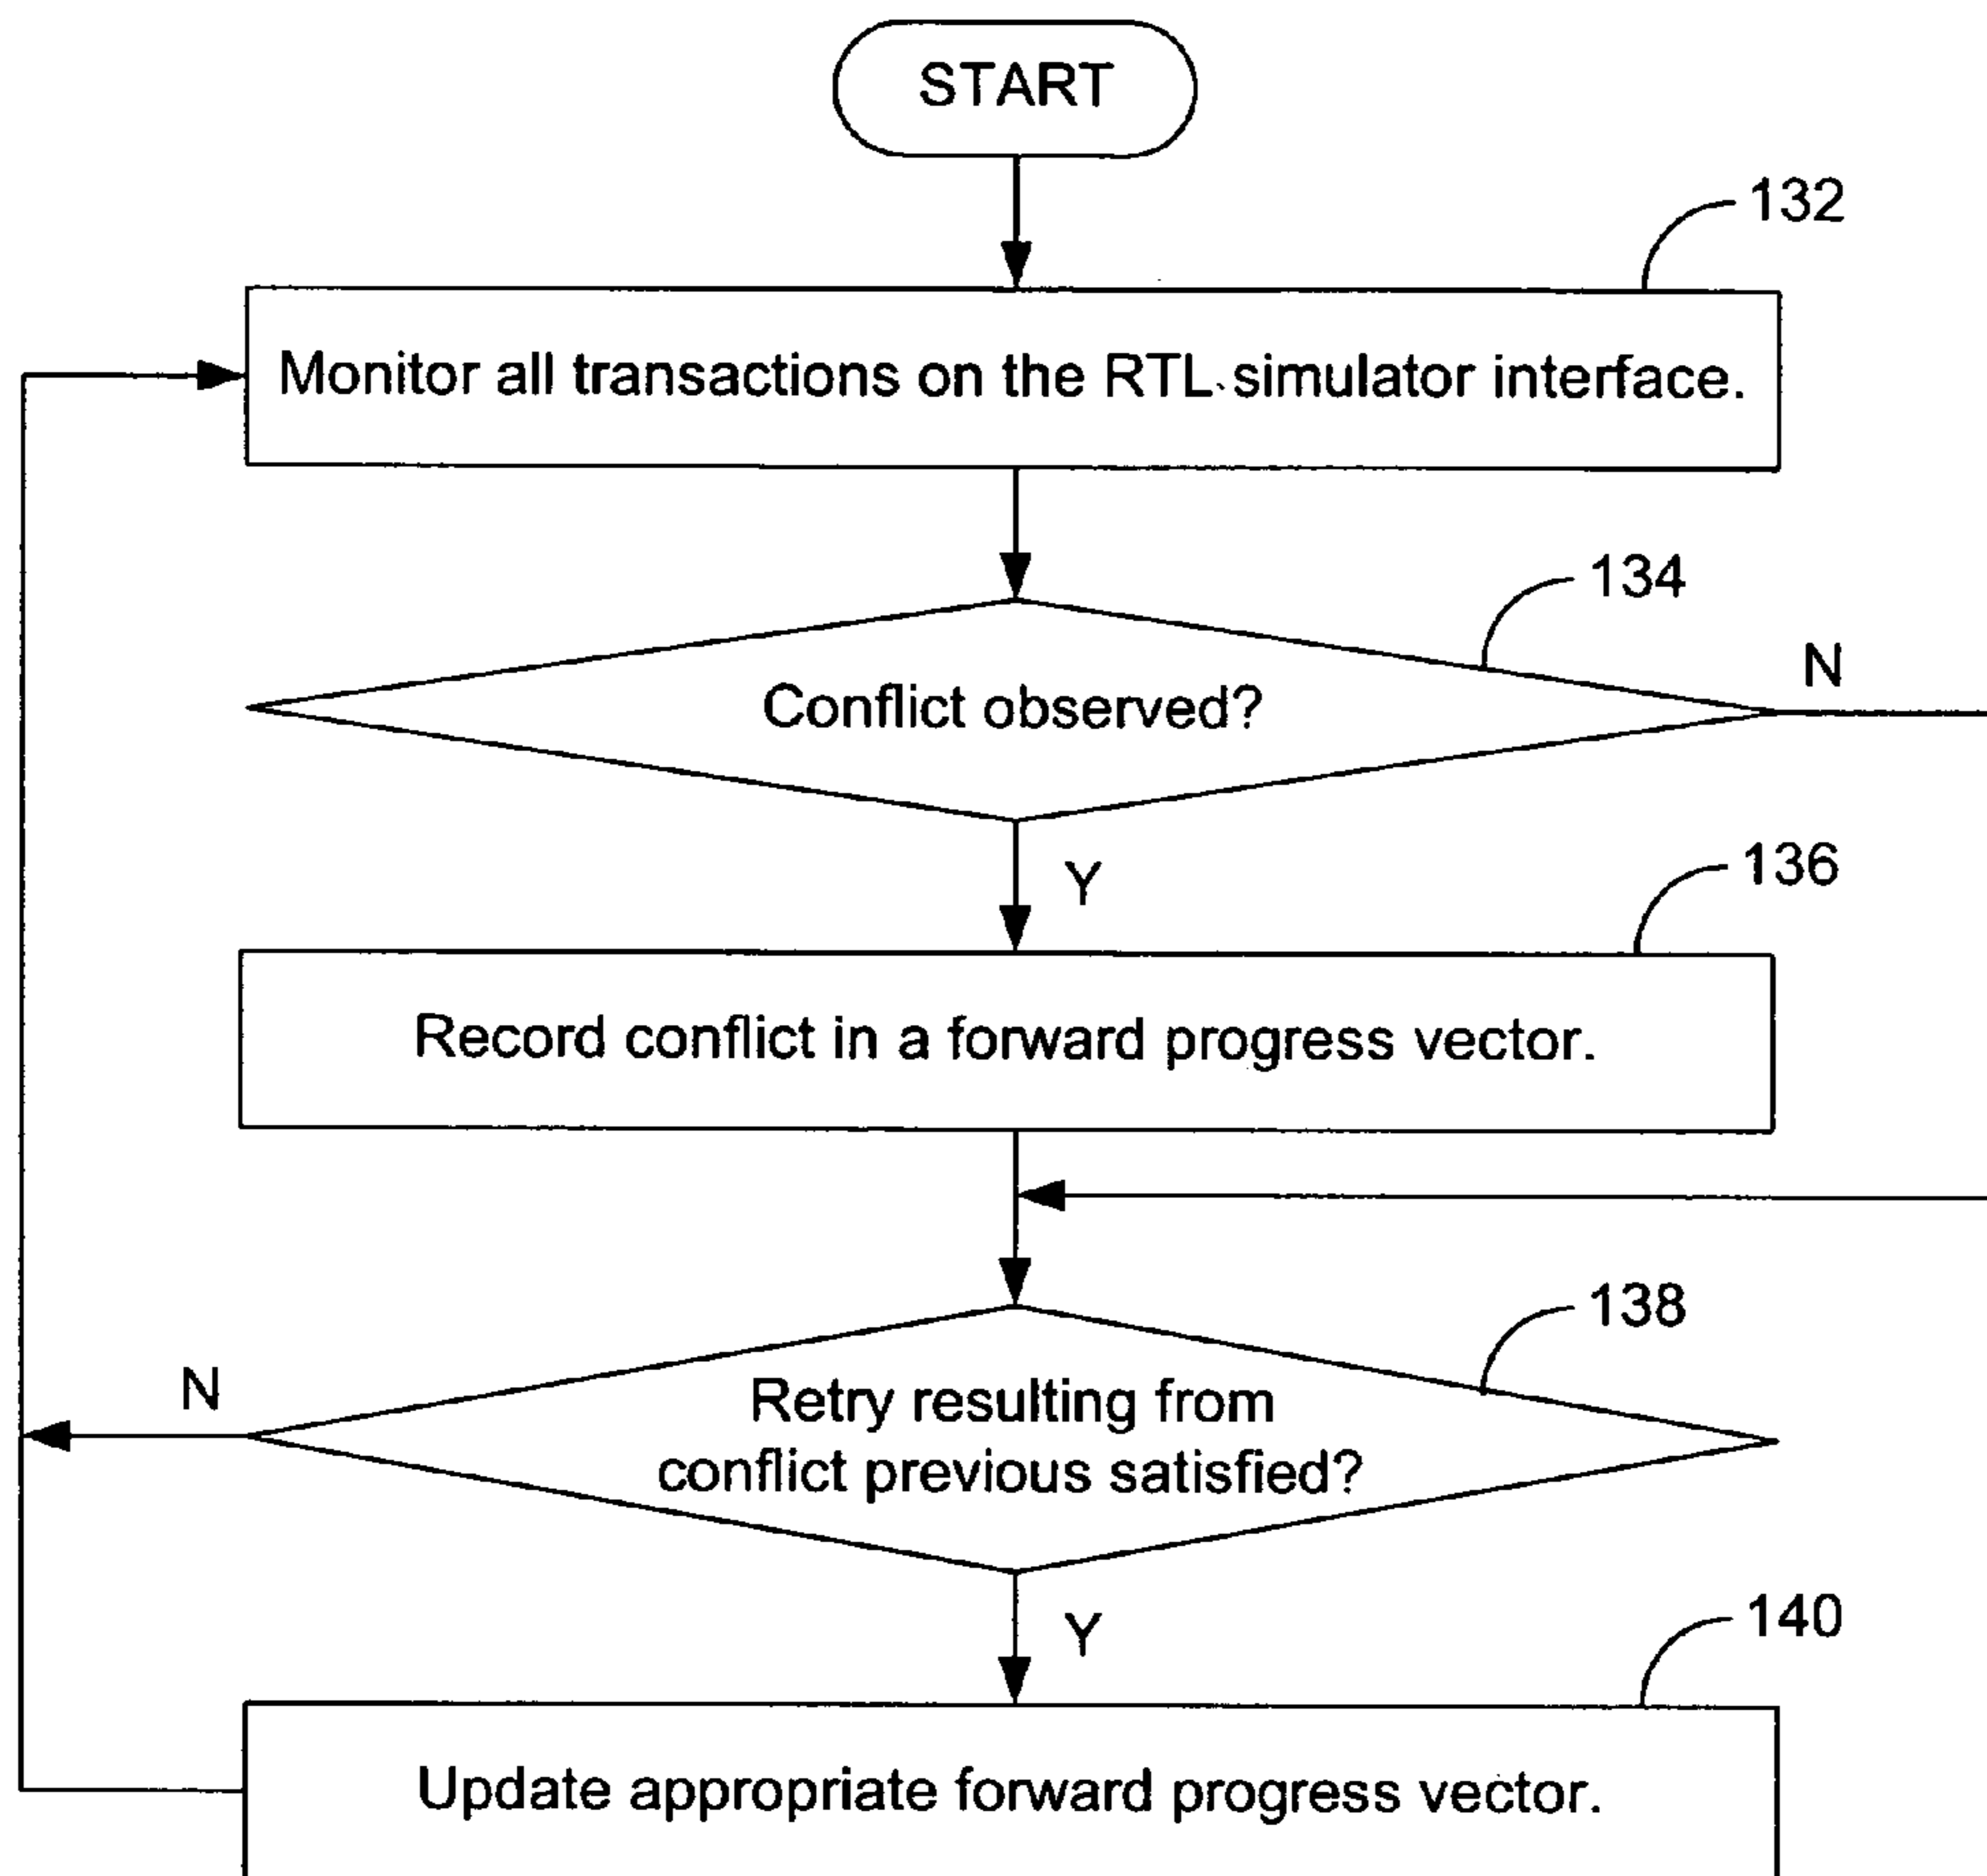 START
132
Monitor all transactions on the RTL simulator interface.
134
N
Conflict observed?
Y
136
Record conflict in a forward progress vector.
138
N
Retry resulting from
conflict previous satisfied?
Y
140
Update appropriate forward progress vector.